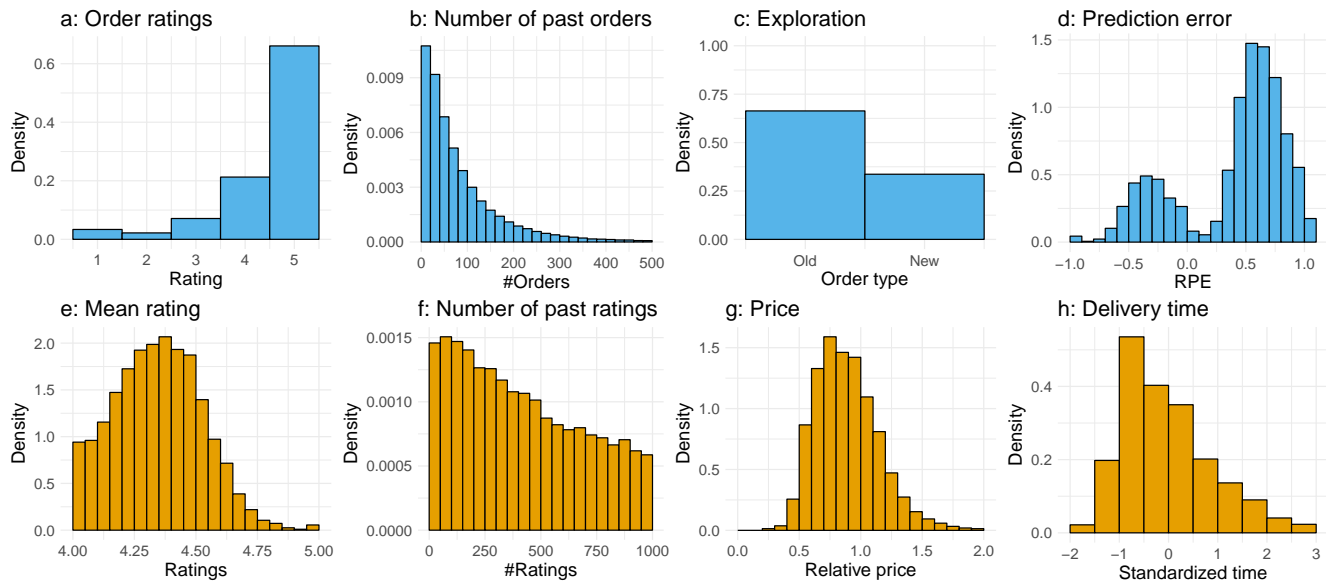 a: Order ratings
0.6
0.4
0.2
0.0
Density
1 2 3 4 5
Rating
b: Number of past orders
0.009
0.006
0.003
0.000
Density
0 100 200 300 400 500
#Orders
c: Exploration
1.00
0.75
0.50
0.25
0.00
Density
Old New
Order type
d: Prediction error
1.5
1.0
0.5
0.0
Density
−1.0 −0.5 0.0 0.5 1.0
RPE
e: Mean rating
2.0
1.5
1.0
0.5
0.0
Density
4.00 4.25 4.50 4.75 5.00
Ratings
f: Number of past ratings
0.0015
0.0010
0.0005
0.0000
Density
0 250 500 750 1000
#Ratings
g: Price
1.5
1.0
0.5
0.0
Density
0.0 0.5 1.0 1.5 2.0
Relative price
h: Delivery time
0.4
0.2
0.0
Density
−2 −1 0 1 2 3
Standardized time